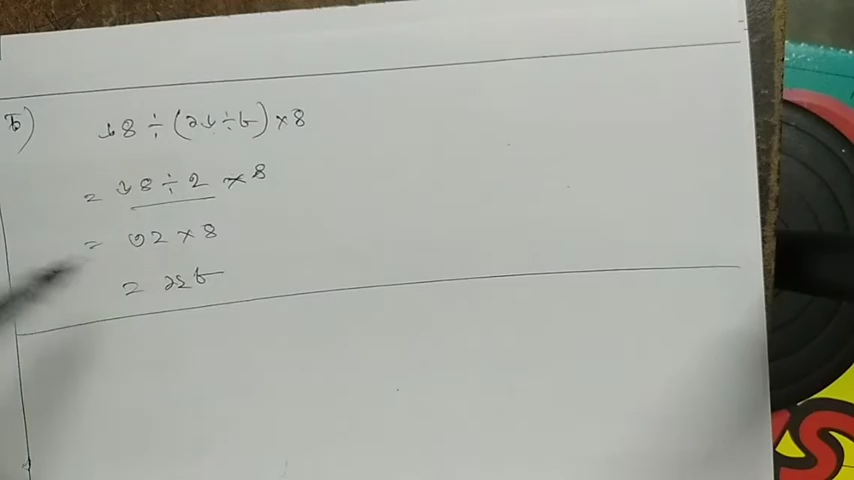 চ) ৬৪ ÷ (১৬ ÷ ৮) × ৪
= ৬৪ ÷ ২ × ৪
= ৩২ × ৪
= ১২৮